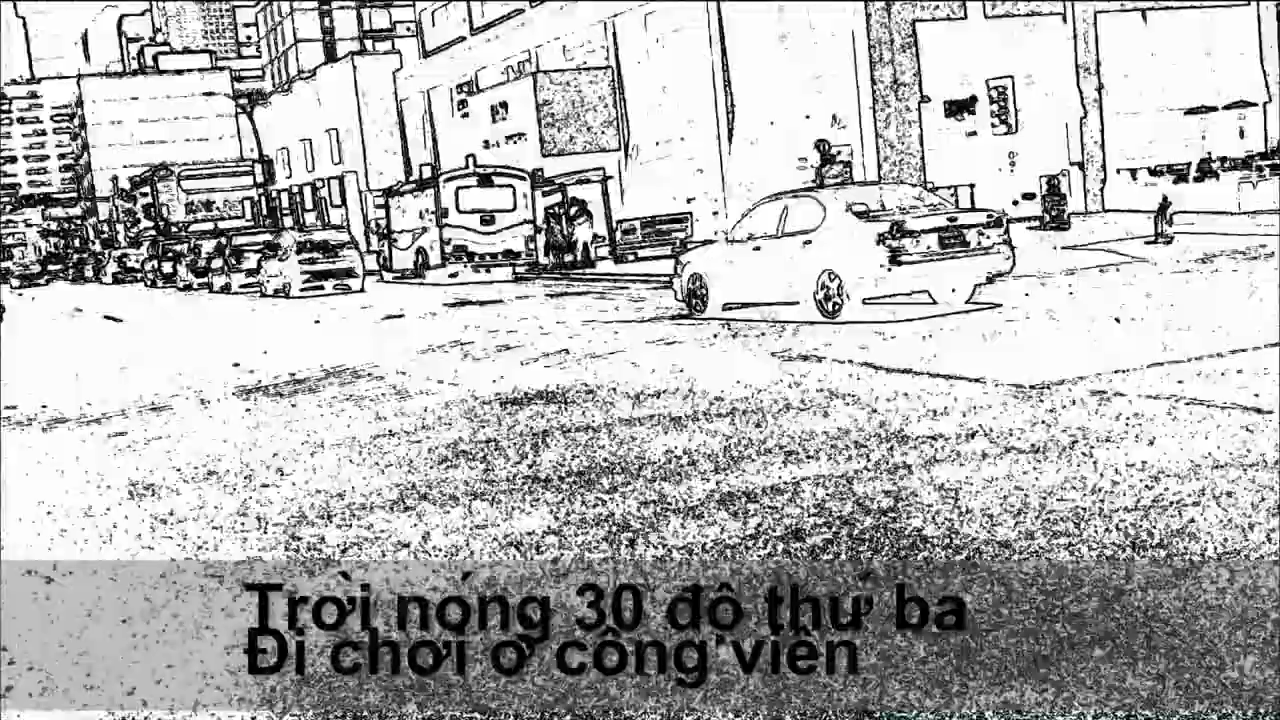 Trời nóng 30 độ thứ ba
Đi chơi ở công viên